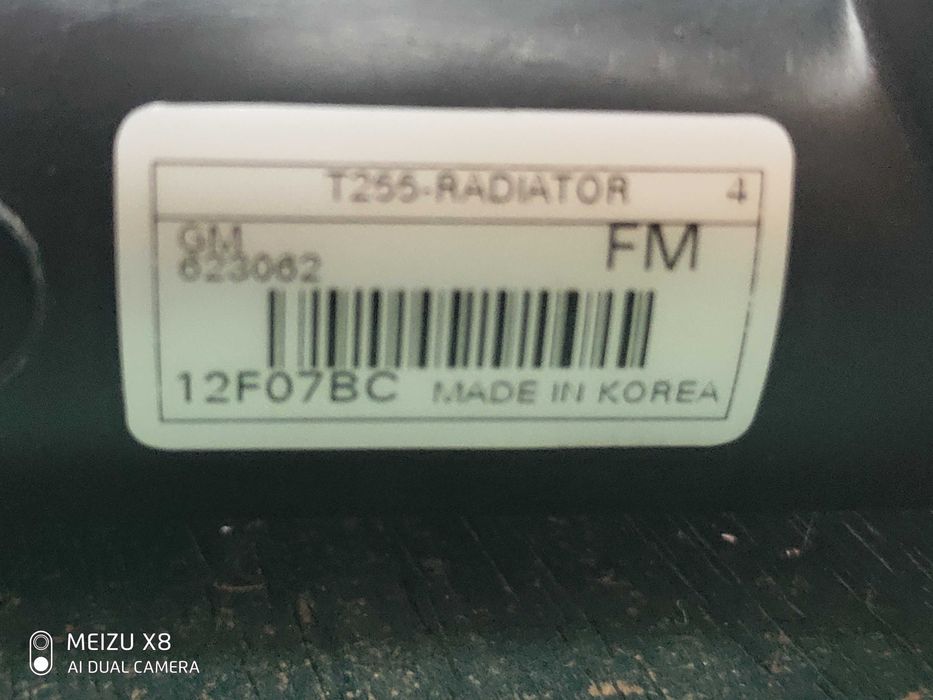 T255-RADIATOR 4
GM FM
623062
12F07BC MADE IN KOREA
MEIZU X8
AI DUAL CAMERA